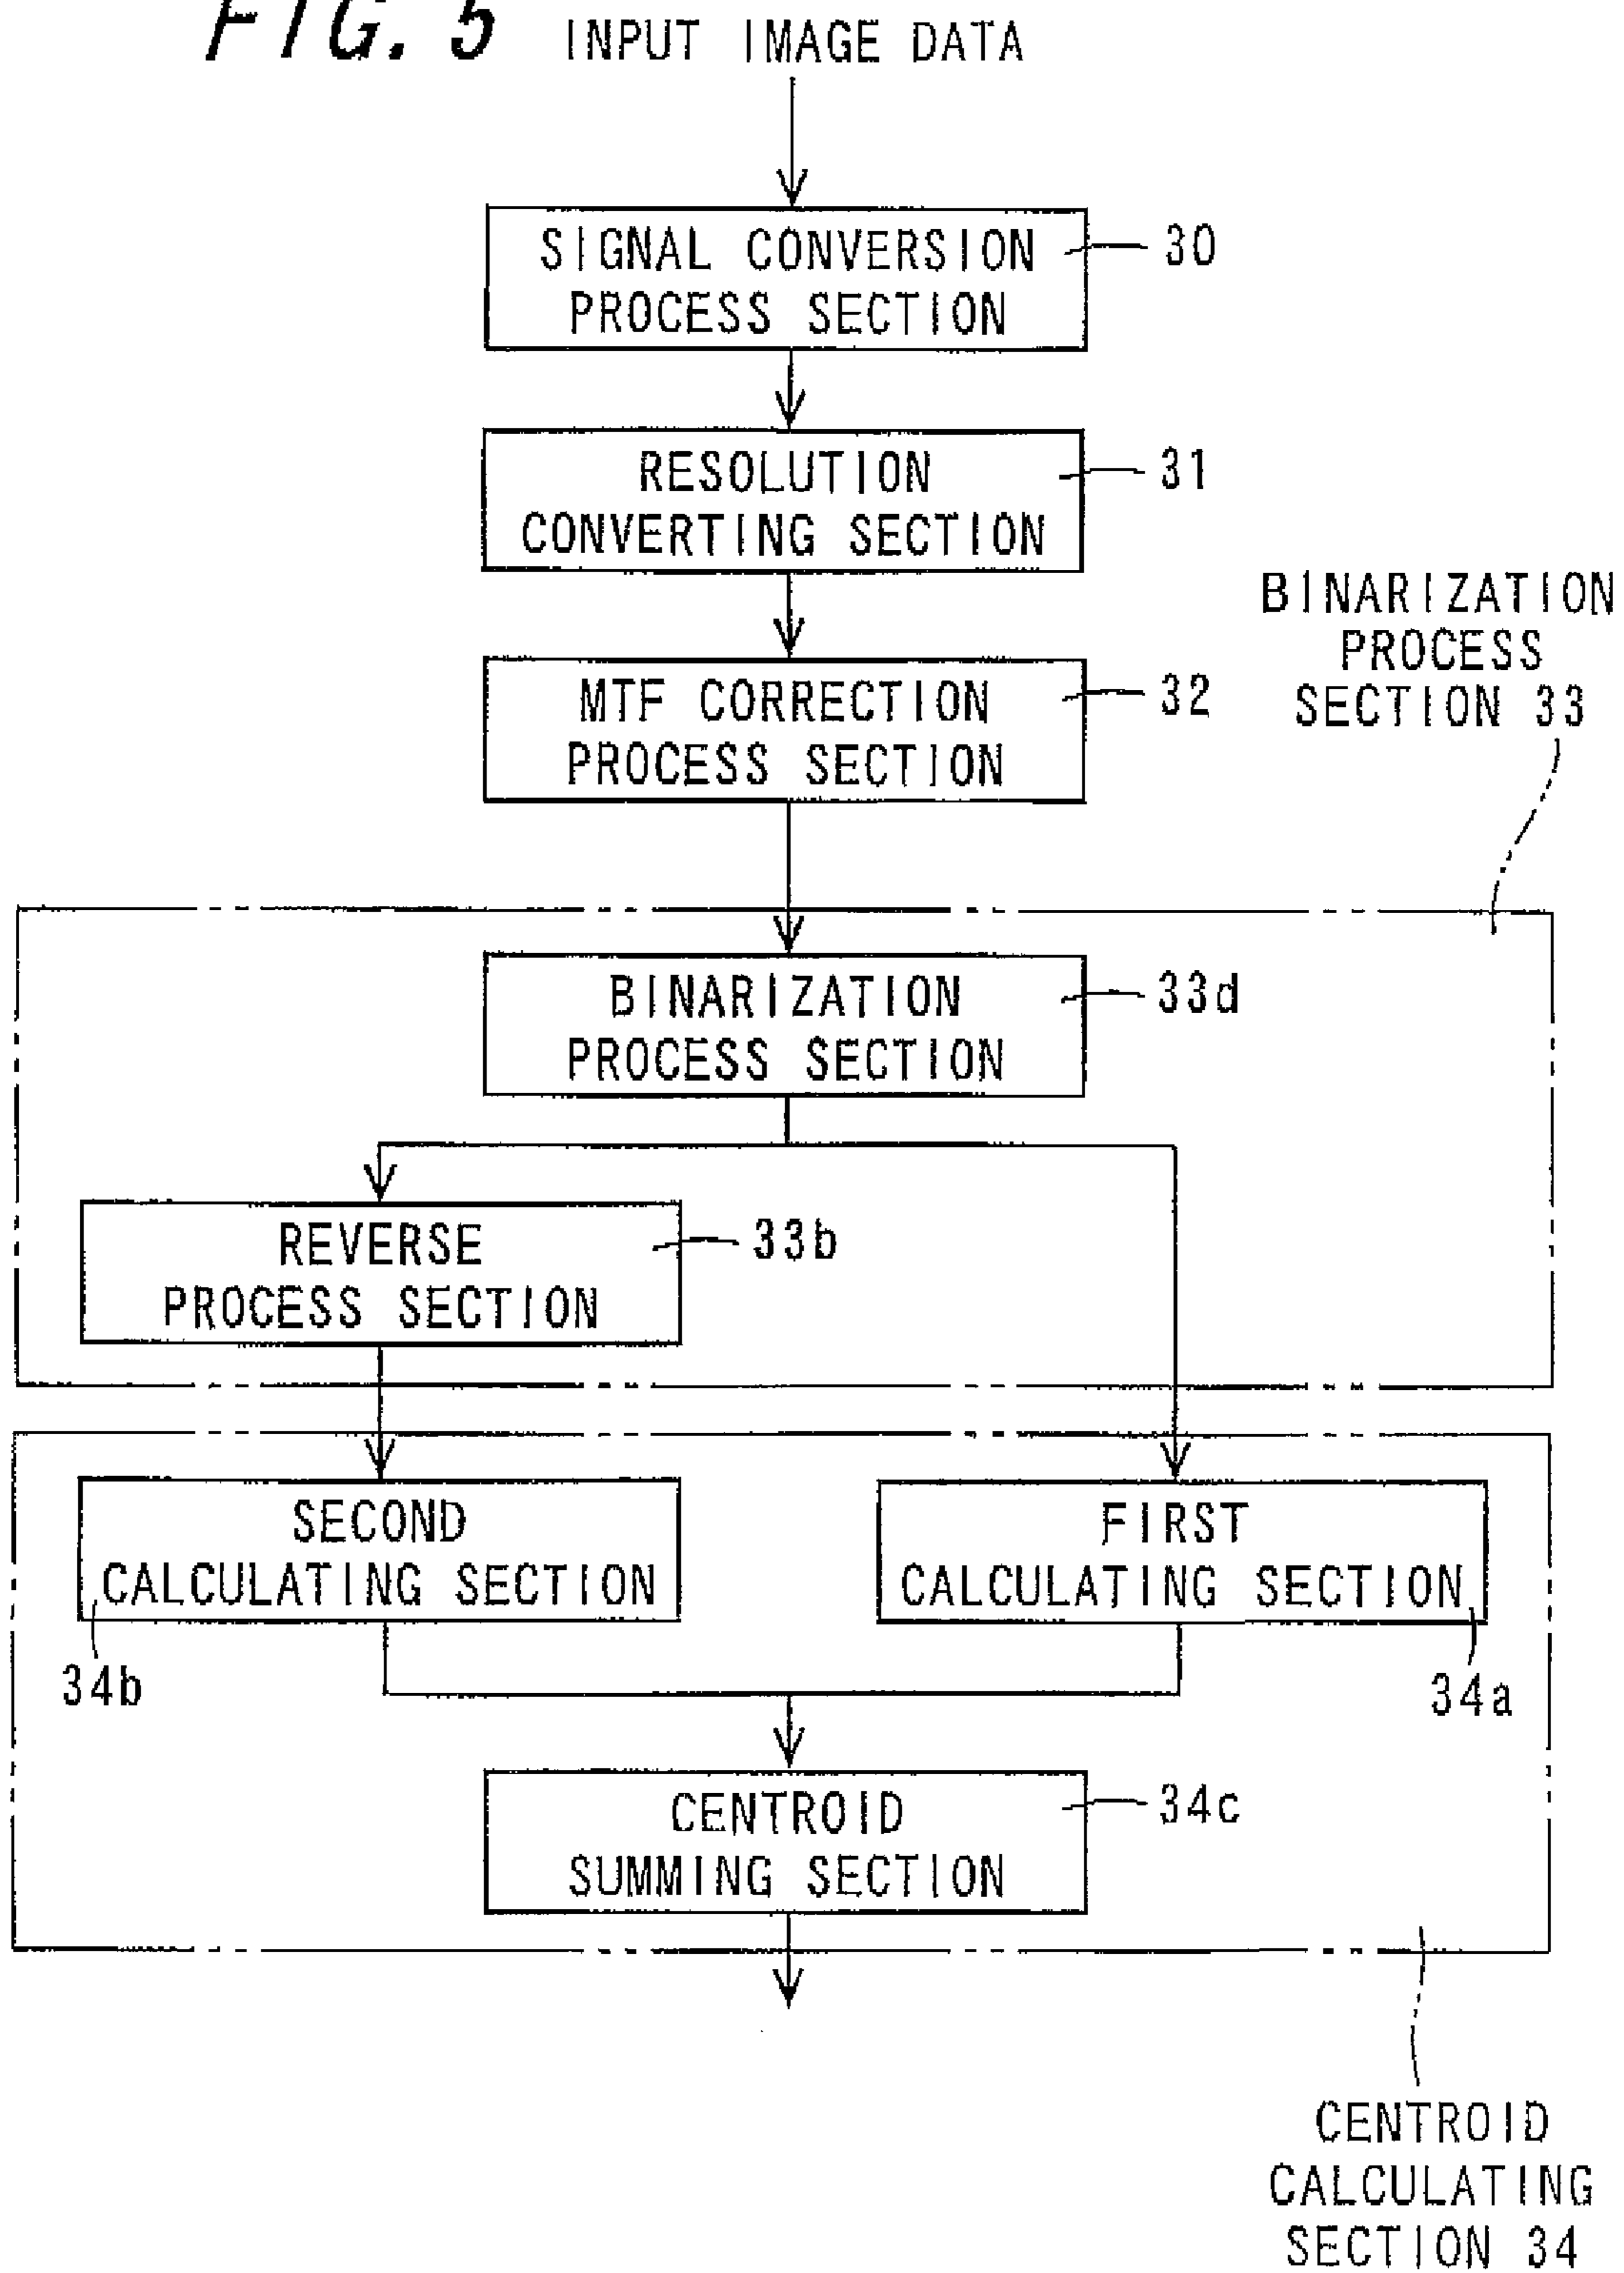 FIG. 5
INPUT IMAGE DATA
SIGNAL CONVERSION
PROCESS SECTION
30
RESOLUTION
CONVERTING SECTION
31
MTF CORRECTION
PROCESS SECTION
32
BINARIZATION
PROCESS
SECTION 33
BINARIZATION
PROCESS SECTION
33d
REVERSE
PROCESS SECTION
33b
SECOND
CALCULATING SECTION
34b
FIRST
CALCULATING SECTION
34a
CENTROID
SUMMING SECTION
34c
CENTROID
CALCULATING
SECTION 34